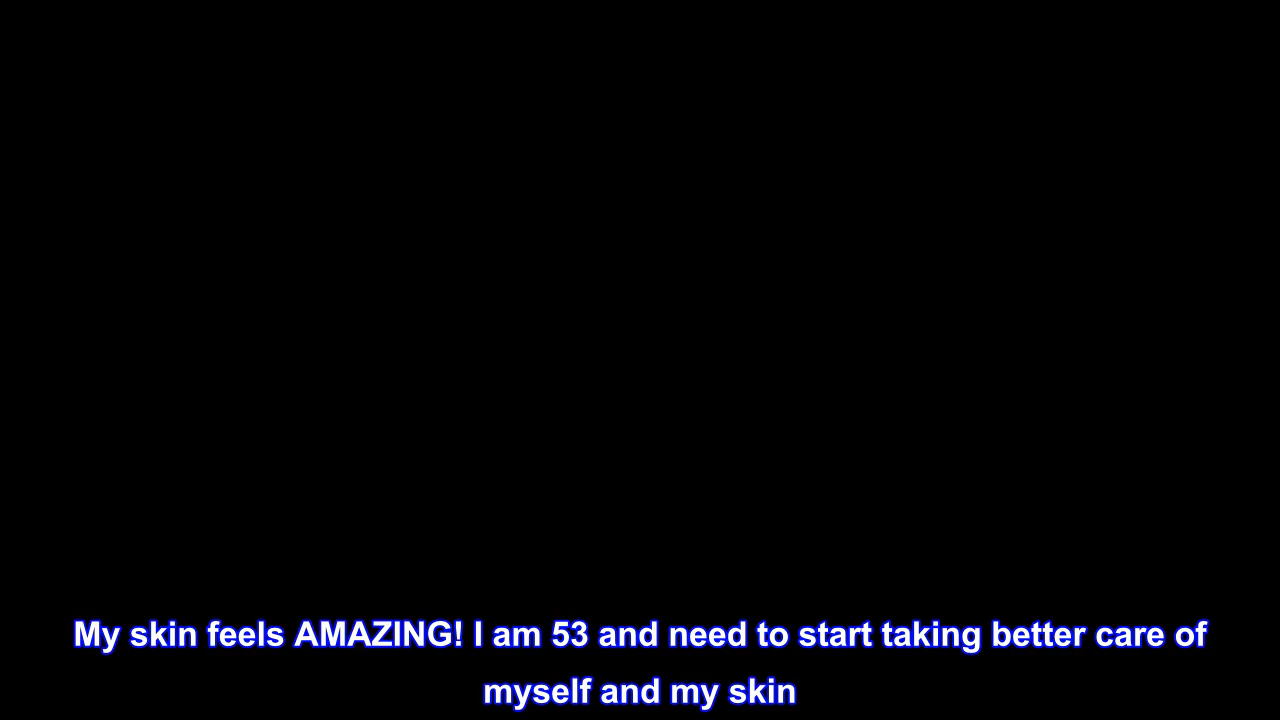 My skin feels AMAZING! I am 53 and need to start taking better care of
myself and my skin